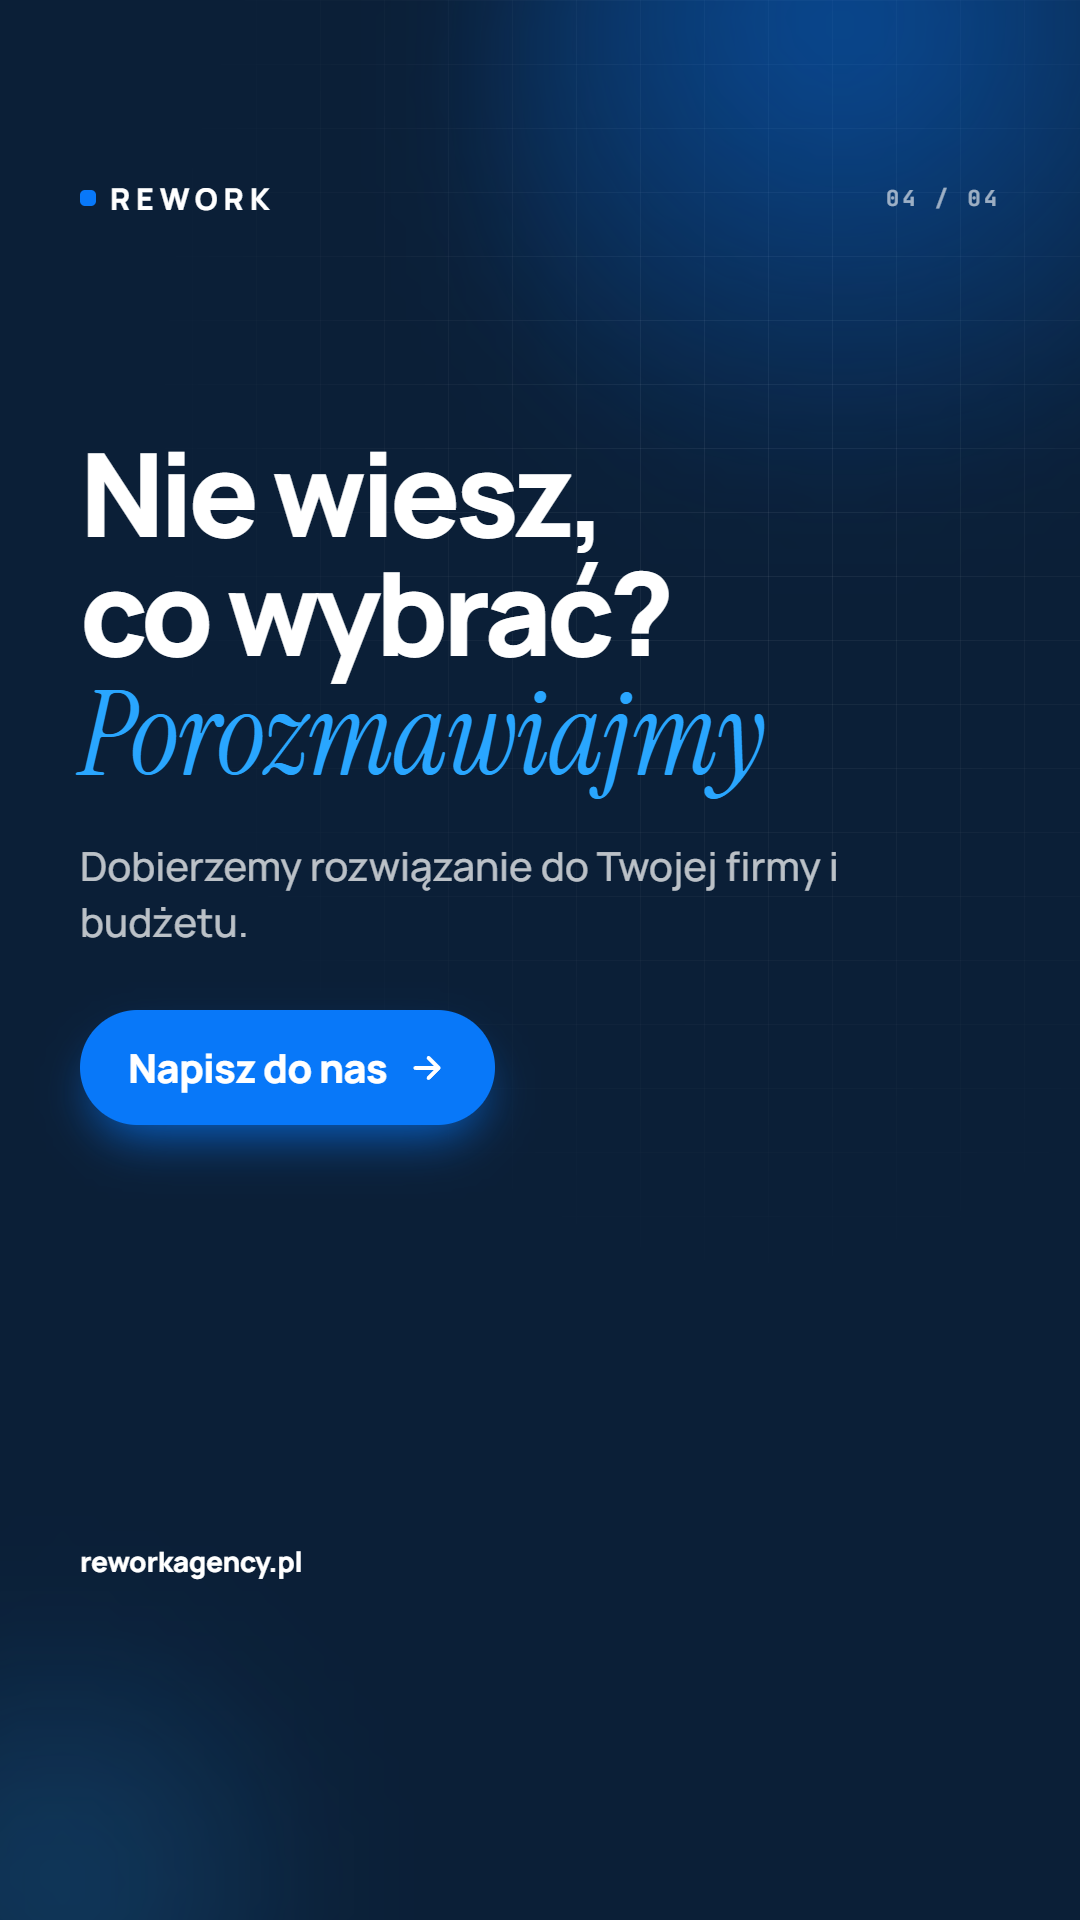 REWORK
04 / 04
Nie wiesz,
co wybrać?
Porozmawiajmy
Dobierzemy rozwiązanie do Twojej firmy i
budżetu.
Napisz do nas →
reworkagency.pl